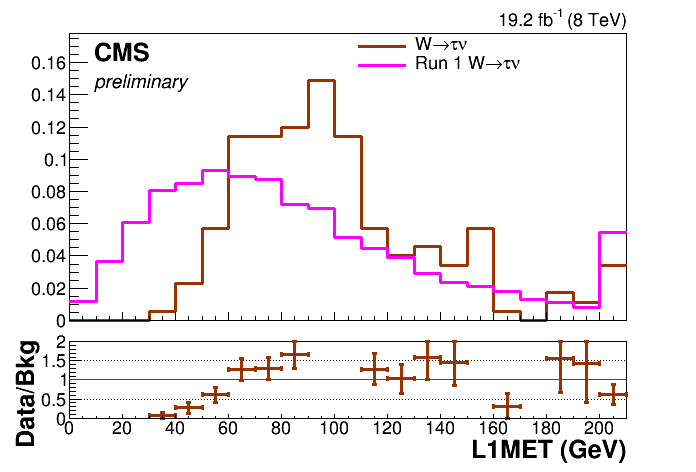 19.2 fb⁻¹ (8 TeV)
CMS
preliminary
W→τν
Run 1 W→τν
0.16
0.14
0.12
0.1
0.08
0.06
0.04
0.02
0
Data/Bkg
2
1.5
1
0.5
0
0 20 40 60 80 100 120 140 160 180 200
L1MET (GeV)